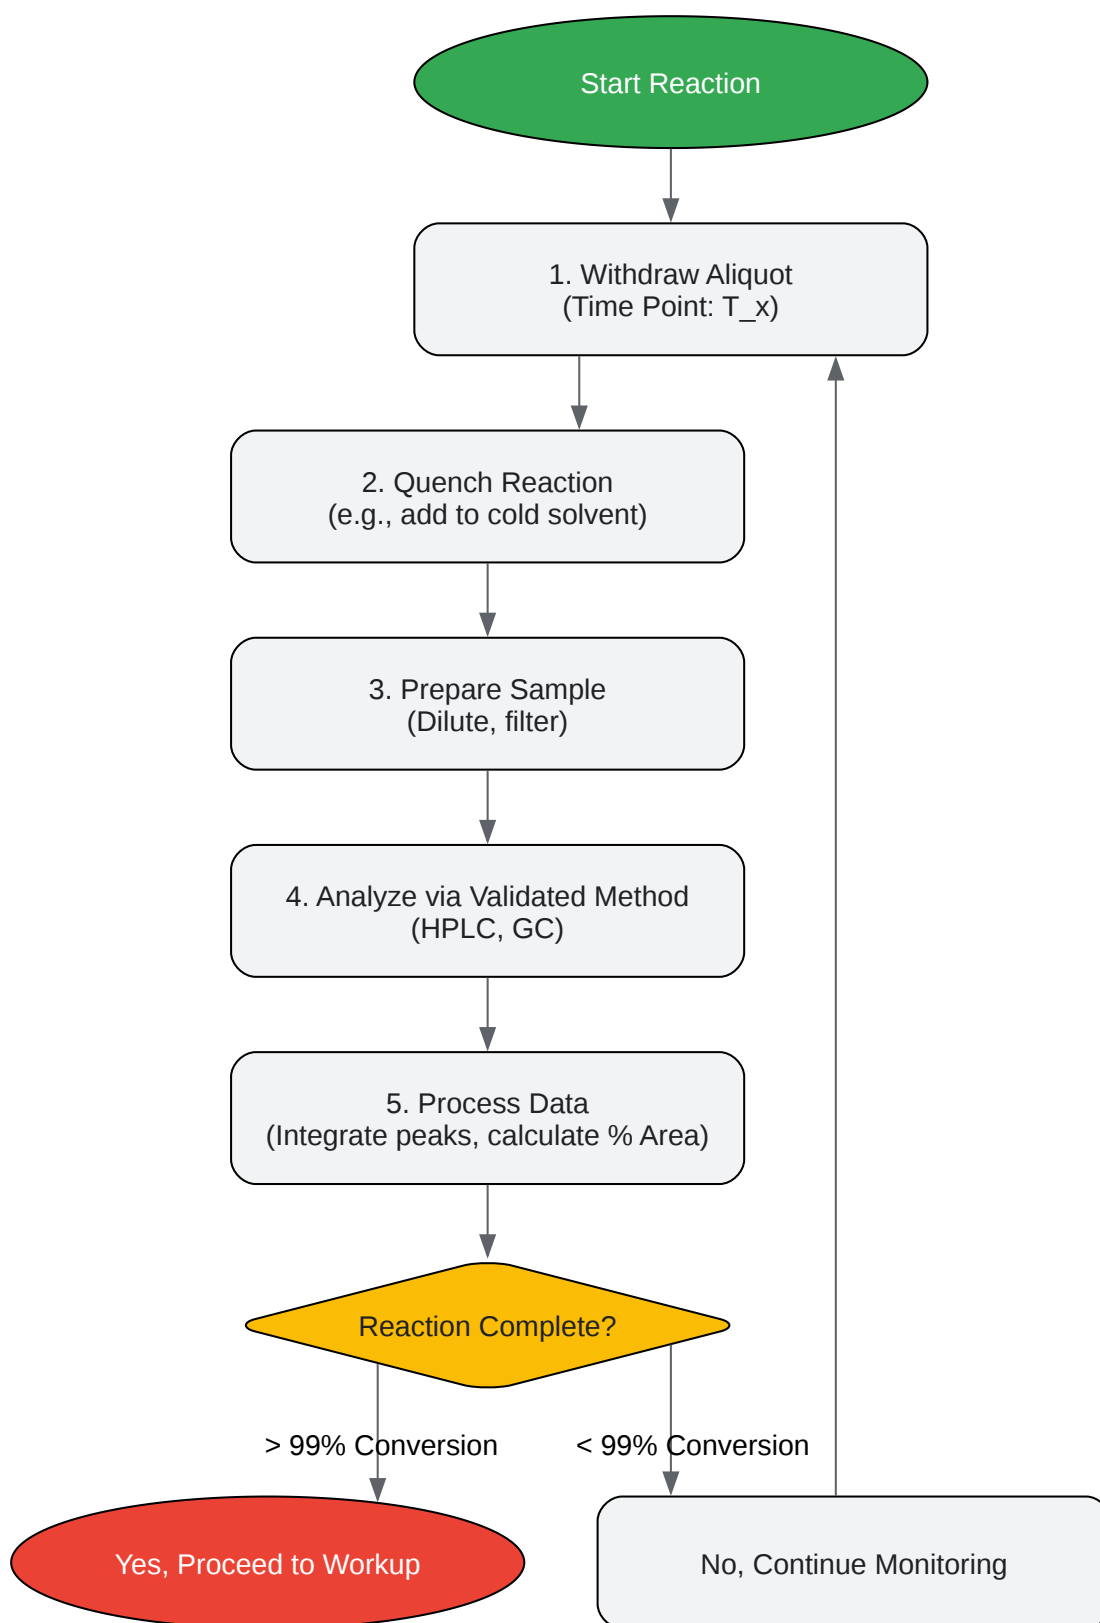 Start Reaction
1. Withdraw Aliquot
(Time Point: T_x)
2. Quench Reaction
(e.g., add to cold solvent)
3. Prepare Sample
(Dilute, filter)
4. Analyze via Validated Method
(HPLC, GC)
5. Process Data
(Integrate peaks, calculate % Area)
Reaction Complete?
> 99% Conversion
< 99% Conversion
Yes, Proceed to Workup
No, Continue Monitoring